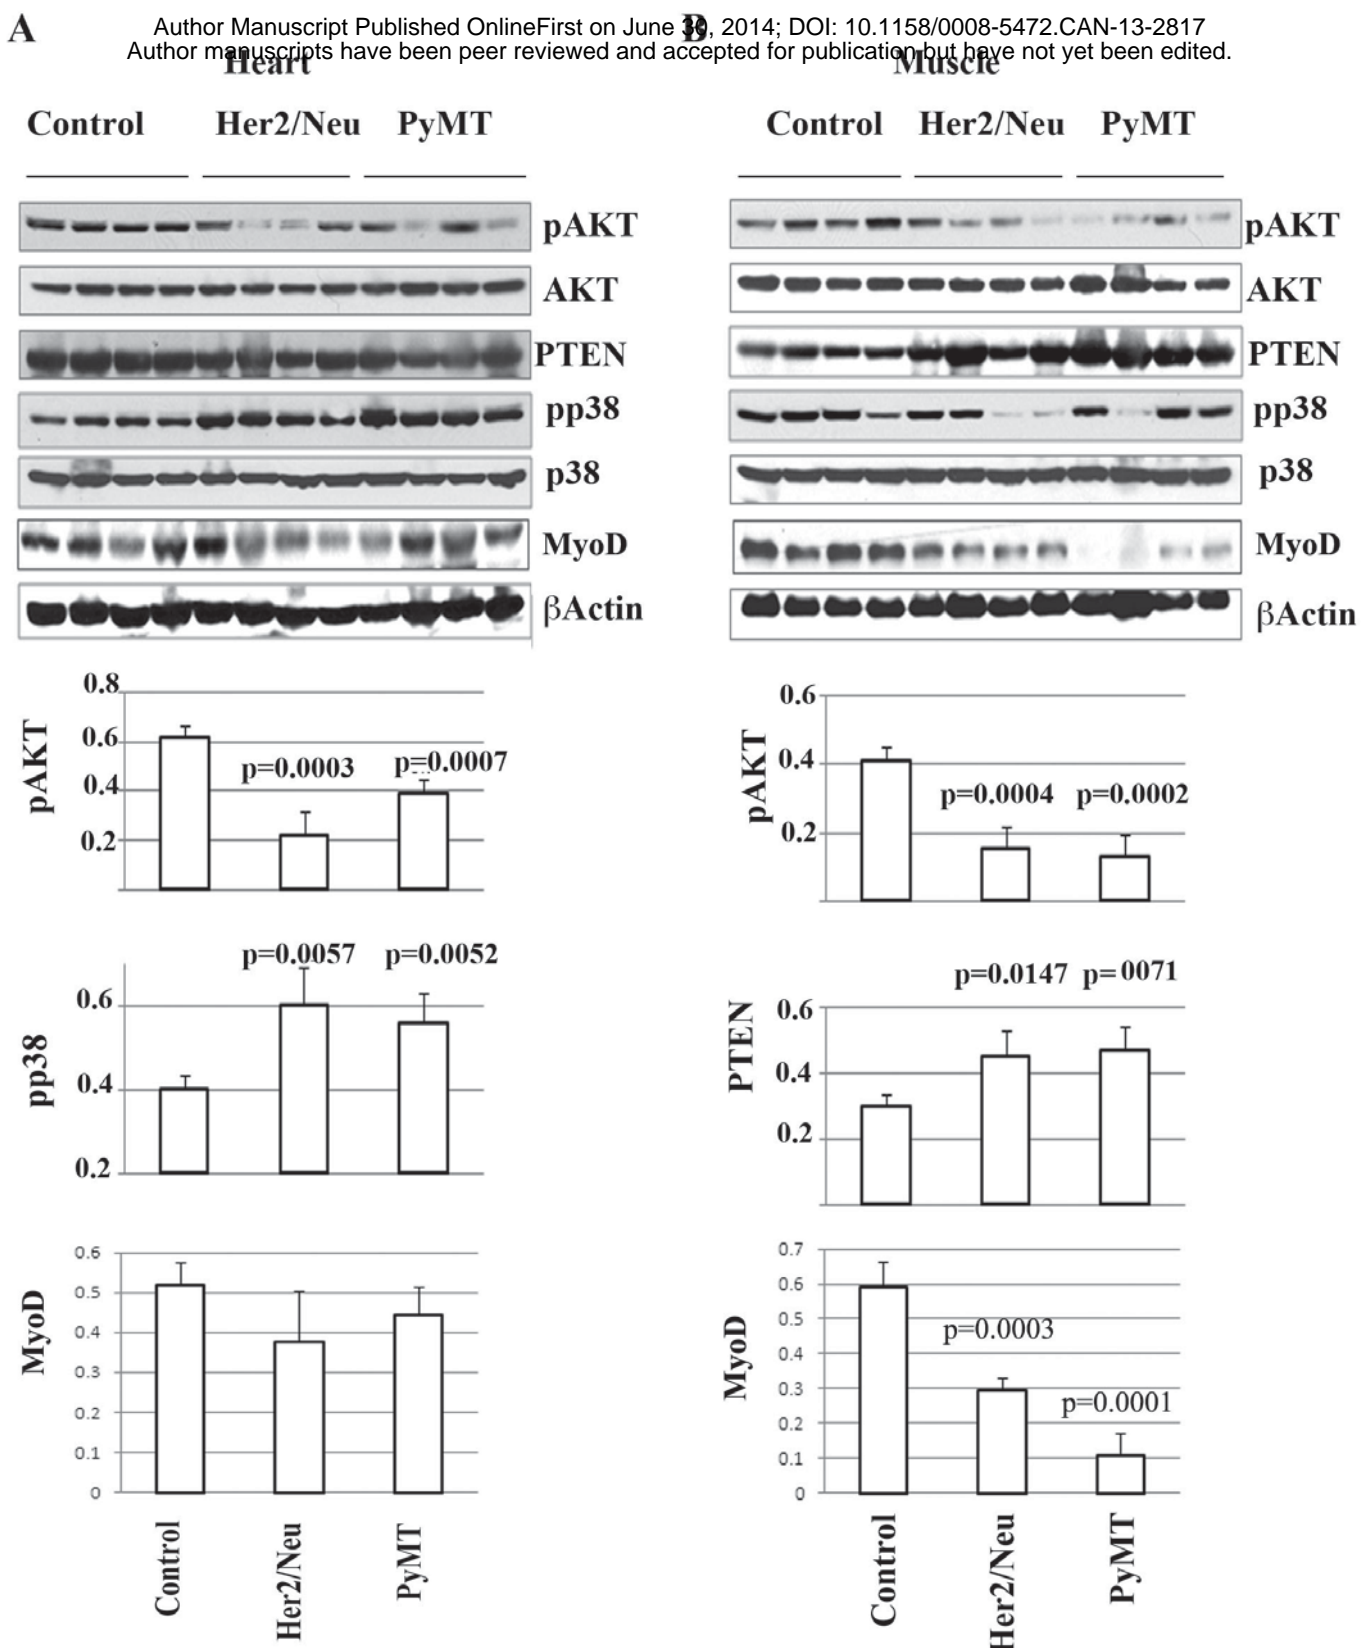 A
B
Author Manuscript Published OnlineFirst on June 30, 2014; DOI: 10.1158/0008-5472.CAN-13-2817
Author manuscripts have been peer reviewed and accepted for publication but have not yet been edited.
Heart
Control Her2/Neu PyMT
pAKT
AKT
PTEN
pp38
p38
MyoD
βActin
pAKT
0.8
0.6
0.4
0.2
p=0.0003 p=0.0007
pp38
0.6
0.4
0.2
p=0.0057 p=0.0052
MyoD
0.6
0.5
0.4
0.3
0.2
0.1
0
Control
Her2/Neu
PyMT
Muscle
Control Her2/Neu PyMT
pAKT
AKT
PTEN
pp38
p38
MyoD
βActin
pAKT
0.6
0.4
0.2
p=0.0004 p=0.0002
PTEN
0.6
0.4
0.2
p=0.0147 p= 0071
MyoD
0.7
0.6
0.5
0.4
0.3
0.2
0.1
0
p=0.0003
p=0.0001
Control
Her2/Neu
PyMT